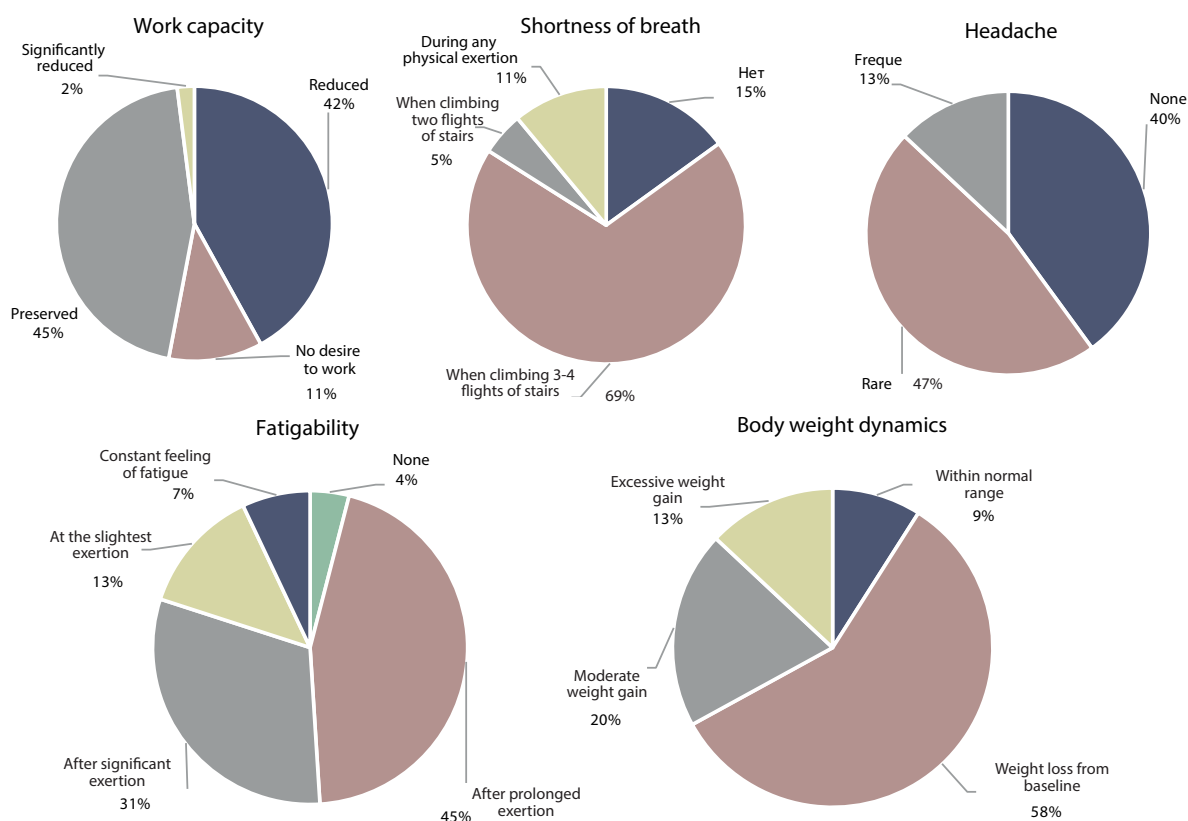 Work capacity
Significantly
reduced
2%
Reduced
42%
Preserved
45%
No desire
to work
11%
Shortness of breath
During any
physical exertion
11%
Нет
15%
When climbing
two flights
of stairs
5%
When climbing 3-4
flights of stairs
69%
Headache
Freque
13%
None
40%
Rare 47%
Fatigability
Constant feeling
of fatigue
7%
None
4%
At the slightest
exertion
13%
After significant
exertion
31%
After prolonged
exertion
45%
Body weight dynamics
Excessive weight
gain
13%
Within normal
range
9%
Moderate
weight gain
20%
Weight loss from
baseline
58%